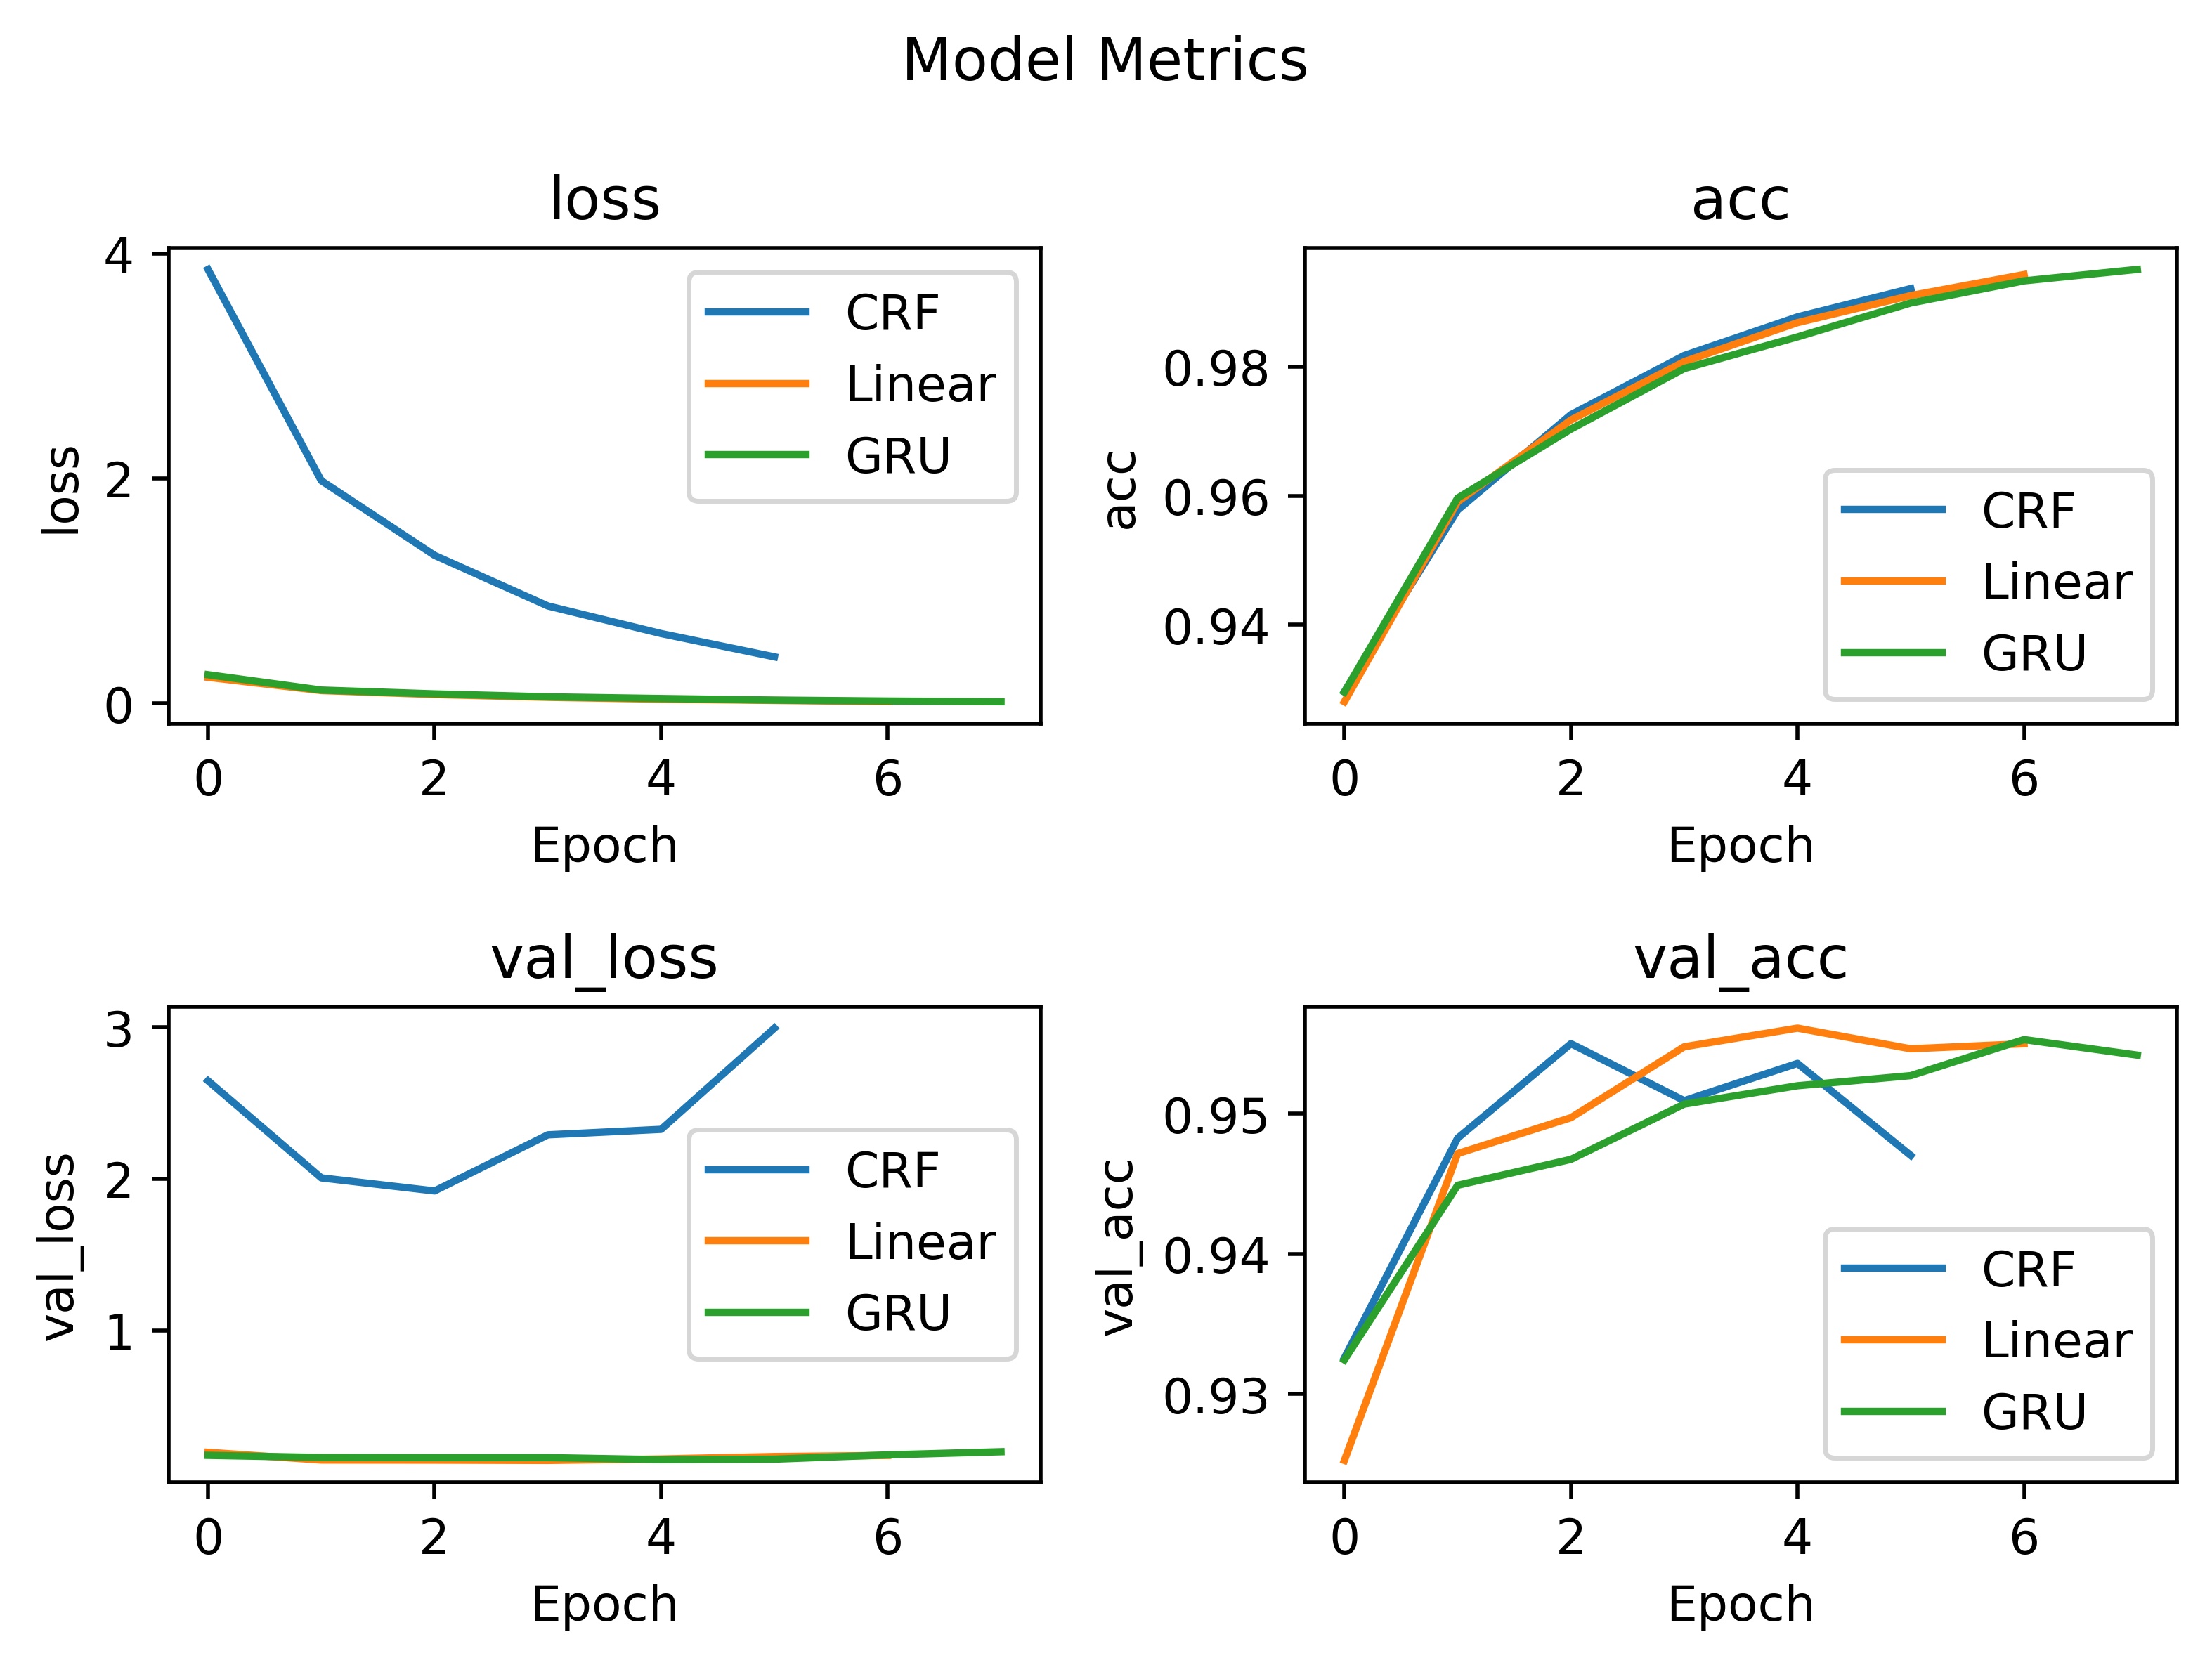 Model Metrics
loss
4
2
0
loss
CRF
Linear
GRU
0 2 4 6
Epoch
acc
0.98
0.96
0.94
acc
CRF
Linear
GRU
0 2 4 6
Epoch
val_loss
3
2
1
val_loss
CRF
Linear
GRU
0 2 4 6
Epoch
val_acc
0.95
0.94
0.93
val_acc
CRF
Linear
GRU
0 2 4 6
Epoch